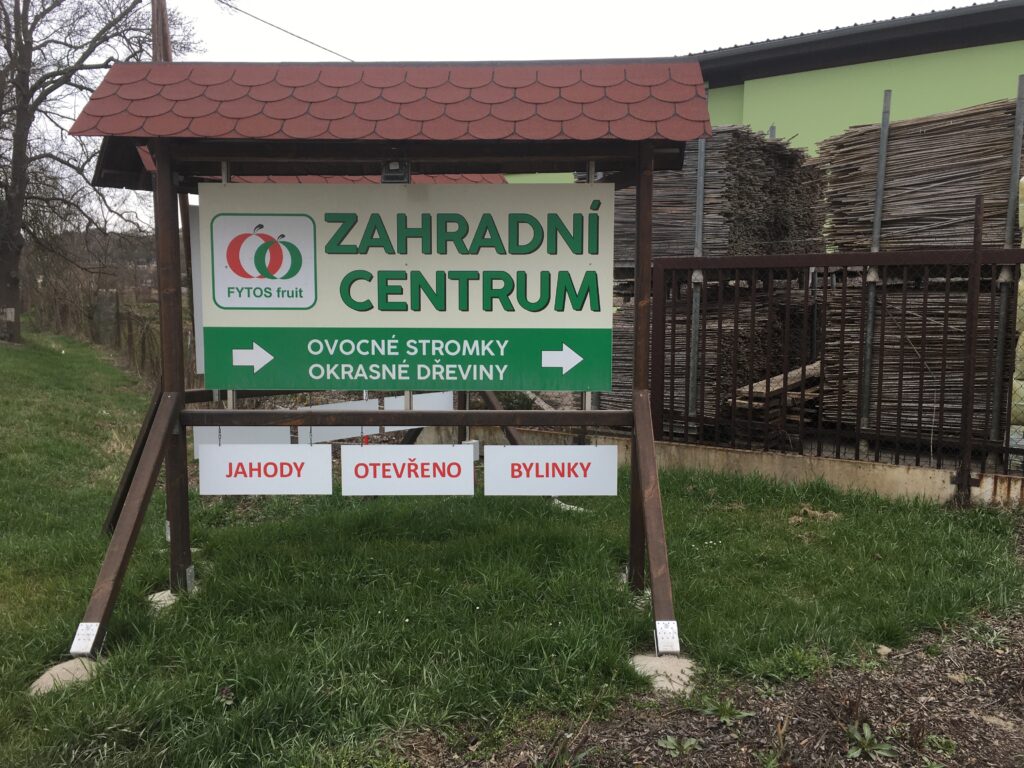 ZAHRADNÍ
CENTRUM
FYTOS fruit
OVOCNÉ STROMKY
OKRASNÉ DŘEVINY
JAHODY
OTEVŘENO
BYLINKY